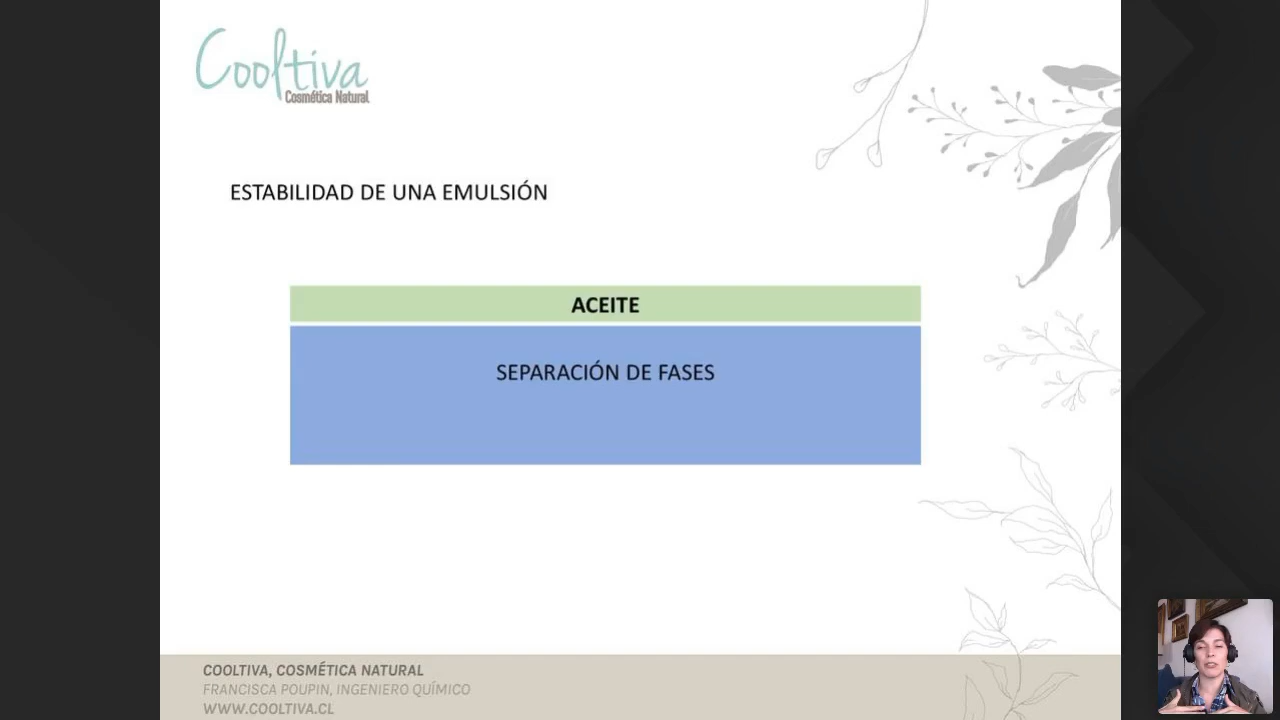 Cooltiva
Cosmética Natural
ESTABILIDAD DE UNA EMULSIÓN
ACEITE
SEPARACIÓN DE FASES
COOLTIVA, COSMÉTICA NATURAL
FRANCISCA POUPIN, INGENIERO QUÍMICO
WWW.COOLTIVA.CL